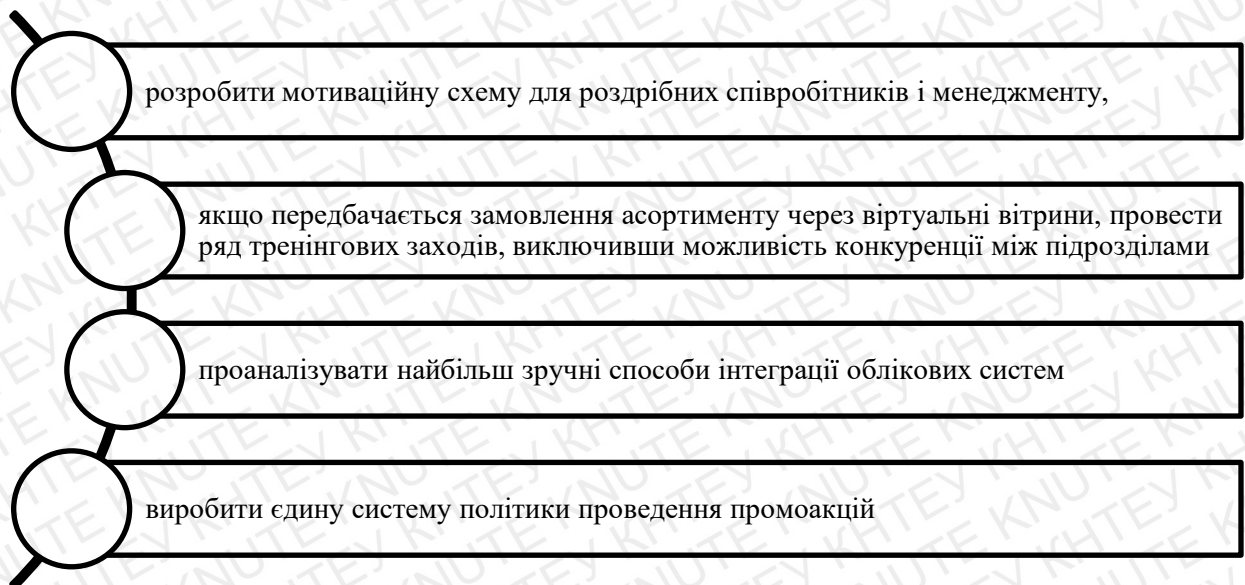 розробити мотиваційну схему для роздрібних співробітників і менеджменту,
якщо передбачається замовлення асортименту через віртуальні вітрини, провести
ряд тренінгових заходів, виключивши можливість конкуренції між підрозділами
проаналізувати найбільш зручні способи інтеграції облікових систем
виробити єдину систему політики проведення промоакцій